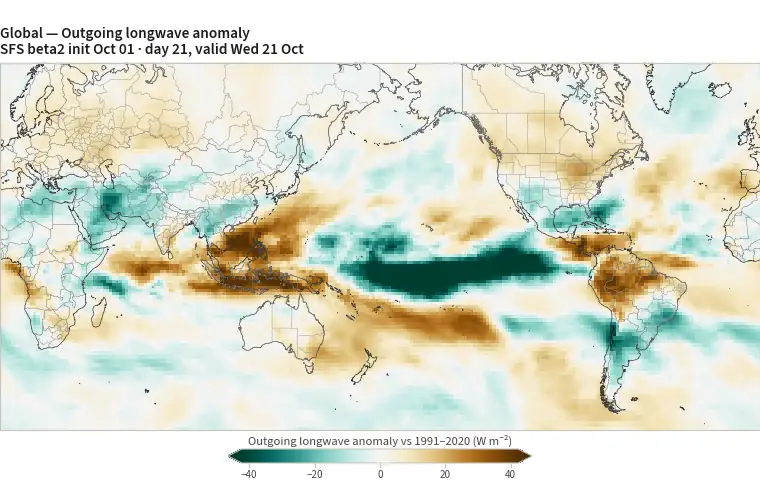 Global — Outgoing longwave anomaly
SFS beta2 init Oct 01 · day 21, valid Wed 21 Oct
Outgoing longwave anomaly vs 1991–2020 (W m⁻²)
−40 −20 0 20 40